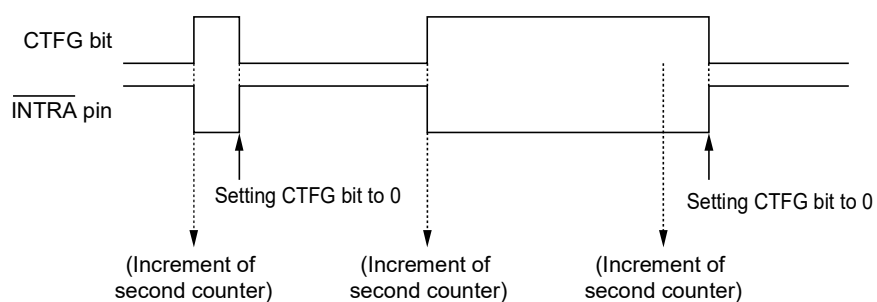 CTFG bit
INTRA pin
Setting CTFG bit to 0
Setting CTFG bit to 0
(Increment of
second counter)
(Increment of
second counter)
(Increment of
second counter)